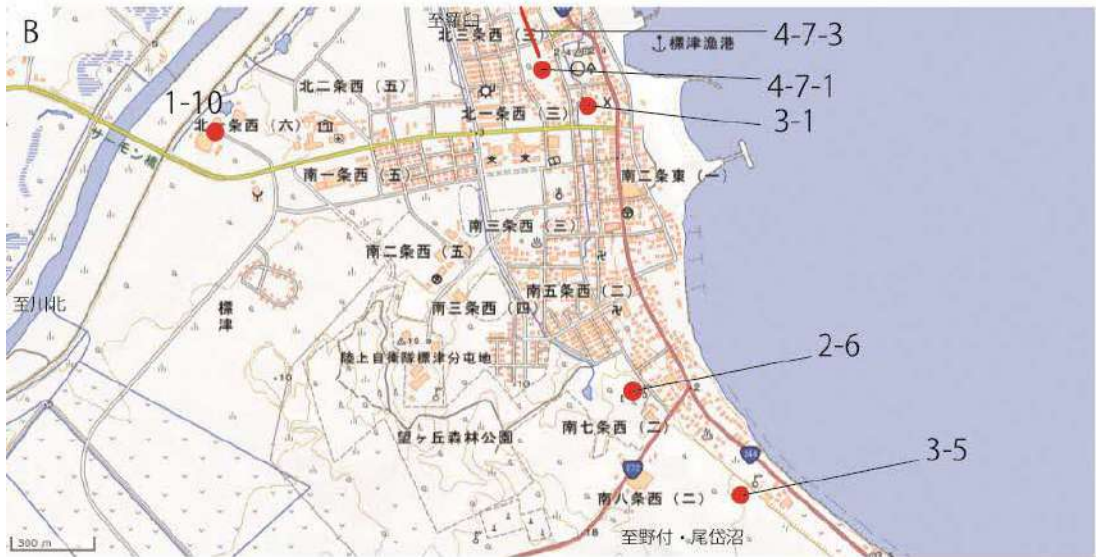 B
至羅臼
北三条西(三)
4-7-3
標津漁港
4-7-1
北二条西(五)
1-10
北一条西(三)
3-1
北一条西(六)
サーモン橋
南一条西(五)
南二条東(一)
南三条西(三)
南二条西(五)
至川北
標津
南五条西(二)
南三条西(四)
陸上自衛隊標津分屯地
10
10
10
2-6
望ヶ丘森林公園
南七条西(二)
272
244
3-5
南八条西(二)
18
至野付・尾岱沼
300 m